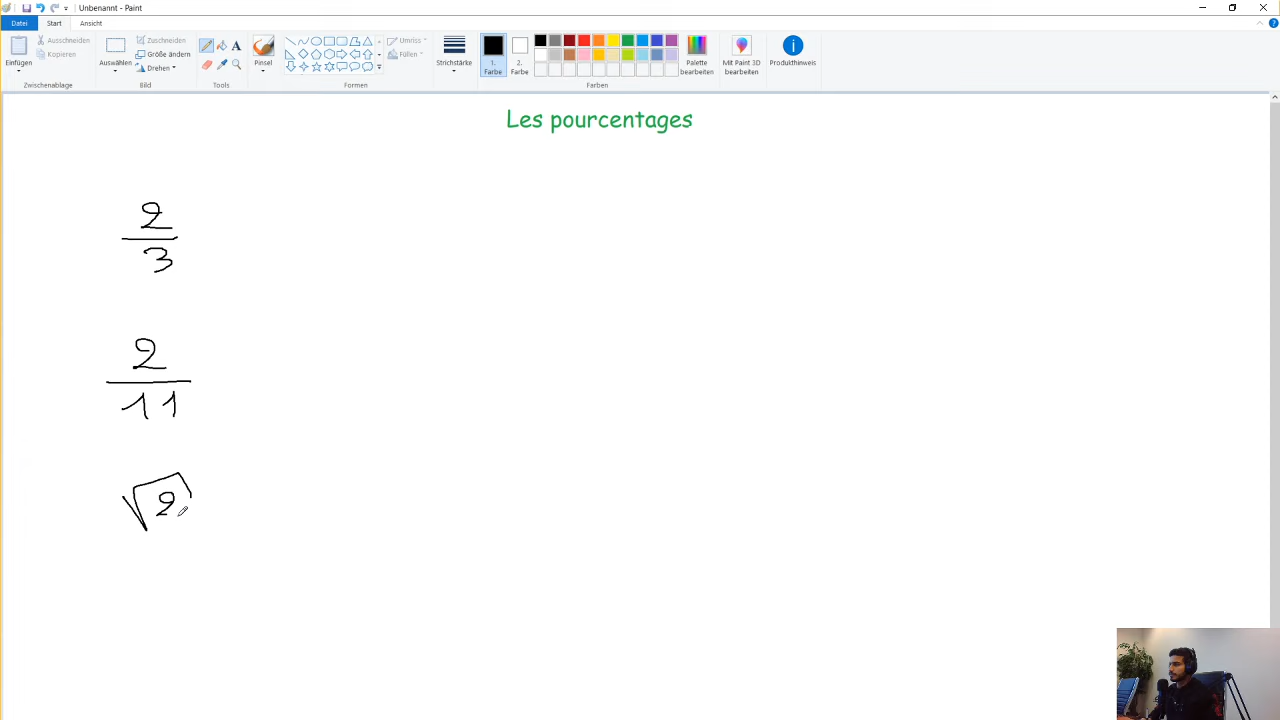 Unbenannt - Paint
Datei Start Ansicht
Einfügen
Ausschneiden
Kopieren
Zwischenablage
Auswählen
Zuschneiden
Größe ändern
Drehen
Bild
A
Tools
Pinsel
Umriss
Füllen
Formen
Strichstärke
1. Farbe
2. Farbe
Palette bearbeiten
Mit Paint 3D bearbeiten
Produkthinweis
Farben
Les pourcentages
2
3
2
11
√2